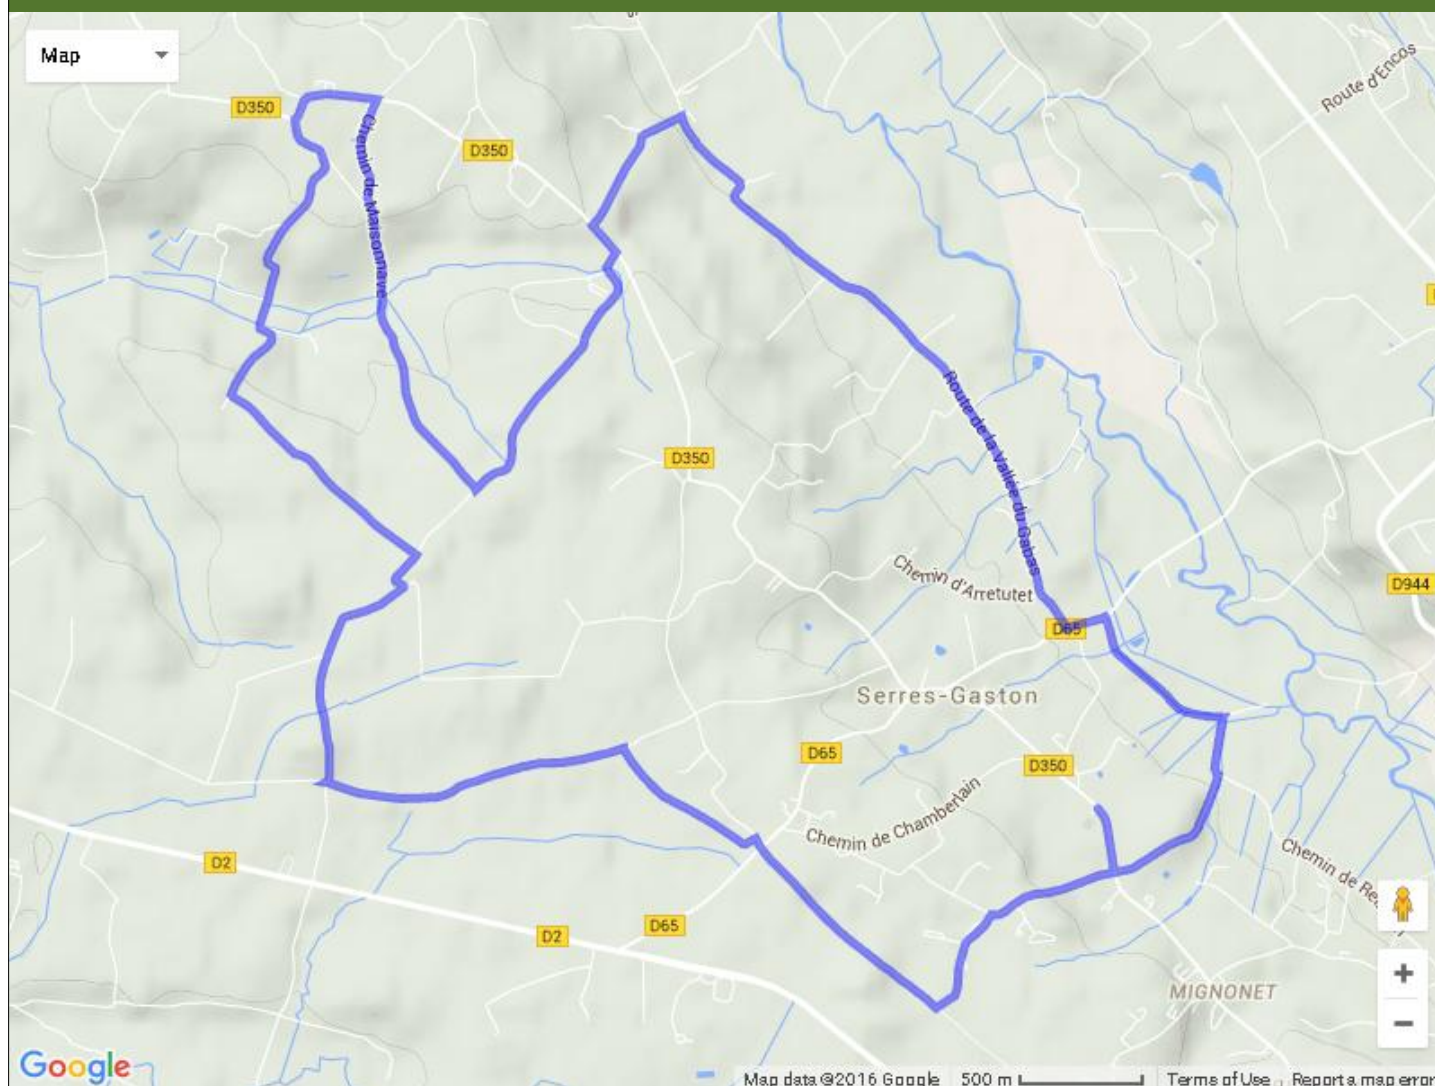 Map
Route d'Encos
D350
D350
Chemin de Maisonnave
Route de la Vallée du Gabas
D350
Chemin d'Arretutet
D944
D65
Serres-Gaston
D65
D350
Chemin de Chamberlain
Chemin de
D2
D65
D2
MIGNONET
Google
Map data ©2016 Google 500 m Terms of Use Report a map error